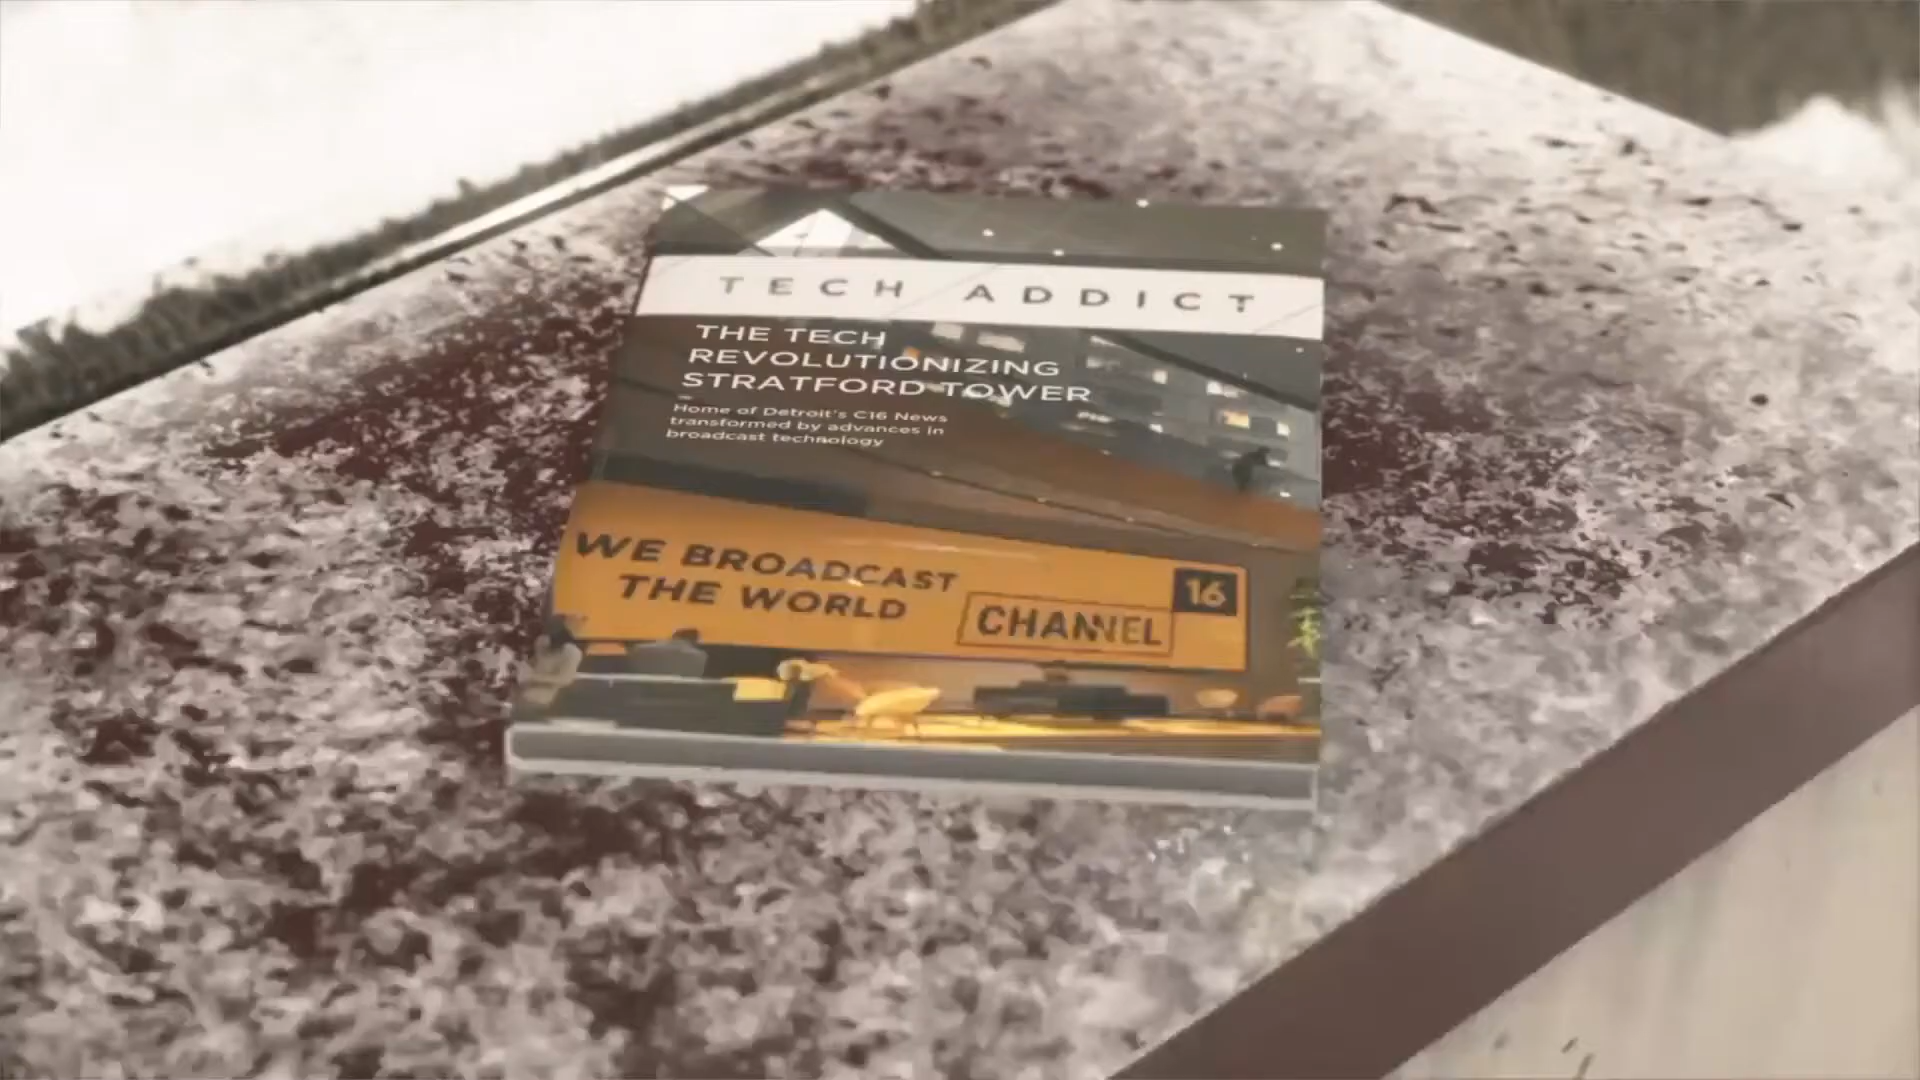 TECH ADDICT
THE TECH
REVOLUTIONIZING
STRATFORD TOWER
Home of Detroit's C16 News
transformed by advances in
broadcast technology
WE BROADCAST
THE WORLD
CHANNEL
16